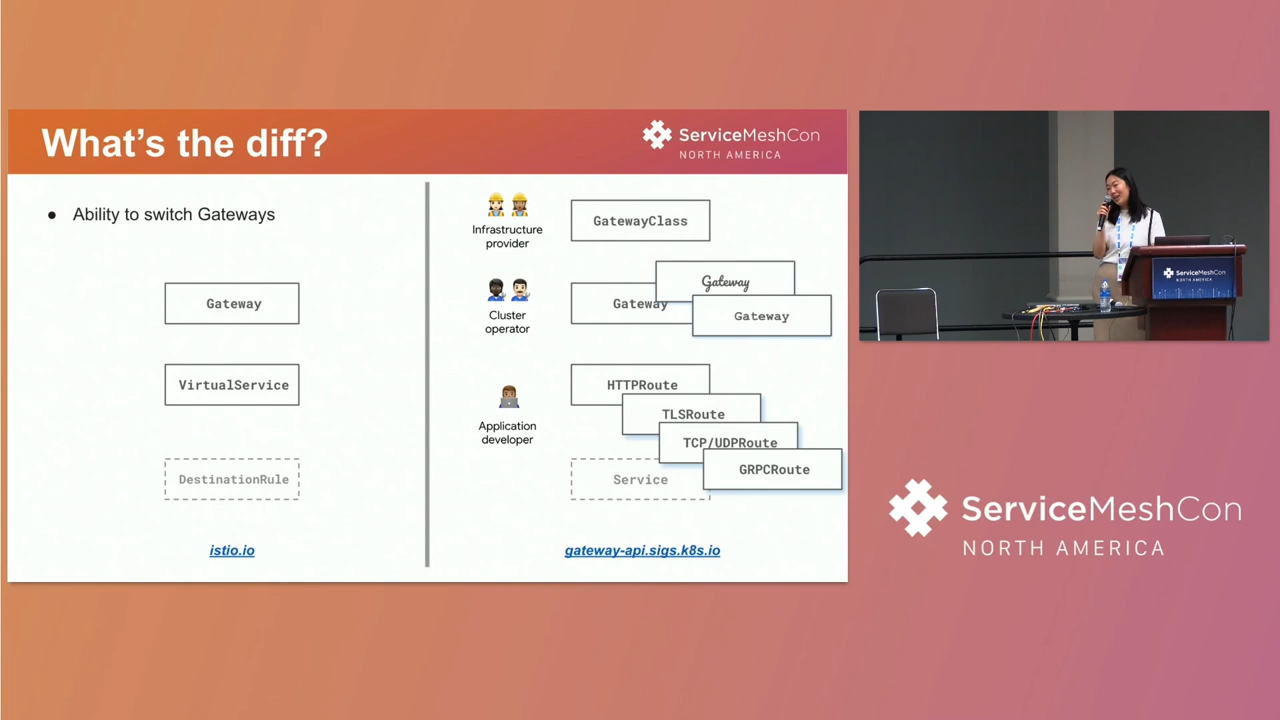 What's the diff?
ServiceMeshCon
NORTH AMERICA
● Ability to switch Gateways
Gateway
VirtualService
DestinationRule
istio.io
Infrastructure
provider
GatewayClass
Cluster
operator
Gateway
Gateway
Gateway
Application
developer
HTTPRoute
TLSRoute
TCP/UDPRoute
GRPCRoute
Service
gateway-api.sigs.k8s.io
ServiceMeshCon
ServiceMeshCon
NORTH AMERICA